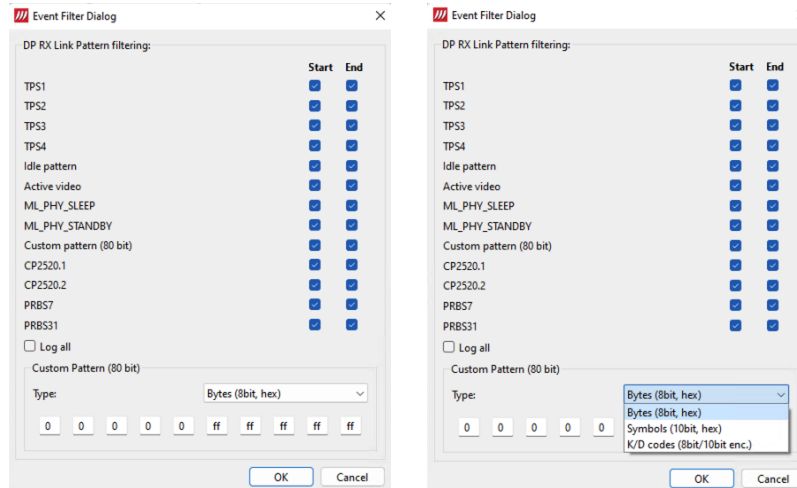 Event Filter Dialog
DP RX Link Pattern filtering:
Start End
TPS1
TPS2
TPS3
TPS4
Idle pattern
Active video
ML_PHY_SLEEP
ML_PHY_STANDBY
Custom pattern (80 bit)
CP2520.1
CP2520.2
PRBS7
PRBS31
Log all
Custom Pattern (80 bit)
Type: Bytes (8bit, hex)
0 0 0 0 0 ff ff ff ff ff
OK Cancel
Event Filter Dialog
DP RX Link Pattern filtering:
Start End
TPS1
TPS2
TPS3
TPS4
Idle pattern
Active video
ML_PHY_SLEEP
ML_PHY_STANDBY
Custom pattern (80 bit)
CP2520.1
CP2520.2
PRBS7
PRBS31
Log all
Custom Pattern (80 bit)
Type: Bytes (8bit, hex)
Bytes (8bit, hex)
Symbols (10bit, hex)
K/D codes (8bit/10bit enc.)
0 0 0 0 0
OK Cancel